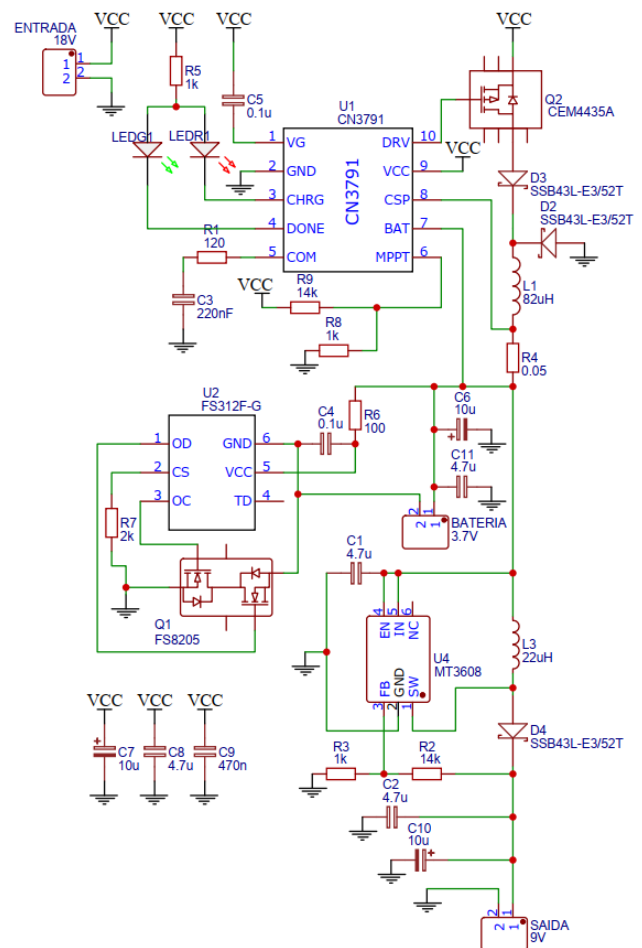 ENTRADA
18V
1 1
2 2
VCC
VCC
R5
1k
VCC
C5
0.1u
LEDG1
LEDR1
U1
CN3791
CN3791
1 VG
2 GND
3 CHRG
4 DONE
5 COM
DRV 10
VCC 9
CSP 8
BAT 7
MPPT 6
VCC
VCC
Q2
CEM4435A
D3
SSB43L-E3/52T
D2
SSB43L-E3/52T
L1
82uH
R4
0.05
R1
120
C3
220nF
VCC
R9
14k
R8
1k
U2
FS312F-G
1 OD
2 CS
3 OC
GND 6
VCC 5
TD 4
C4
0.1u
R6
100
C6
10u
+
C11
4.7u
2 1
2 1
BATERIA
3.7V
R7
2k
Q1
FS8205
C1
4.7u
4 5 6
EN IN NC
FB GND SW
3 2 1
U4
MT3608
L3
22uH
D4
SSB43L-E3/52T
VCC
+
C7
10u
VCC
C8
4.7u
VCC
C9
470n
R3
1k
R2
14k
C2
4.7u
C10
10u
+
2 1
2 1
SAIDA
9V